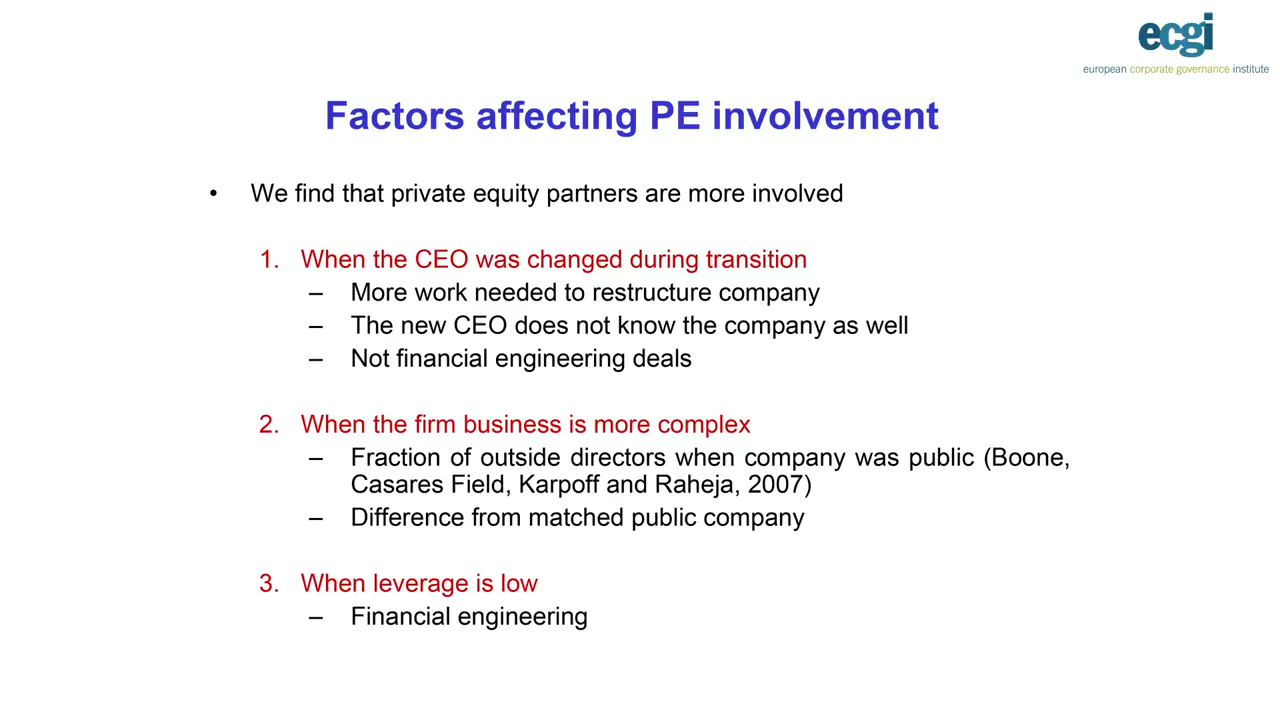 ecgi
european corporate governance institute
Factors affecting PE involvement
• We find that private equity partners are more involved
1. When the CEO was changed during transition
– More work needed to restructure company
– The new CEO does not know the company as well
– Not financial engineering deals
2. When the firm business is more complex
– Fraction of outside directors when company was public (Boone,
Casares Field, Karpoff and Raheja, 2007)
– Difference from matched public company
3. When leverage is low
– Financial engineering